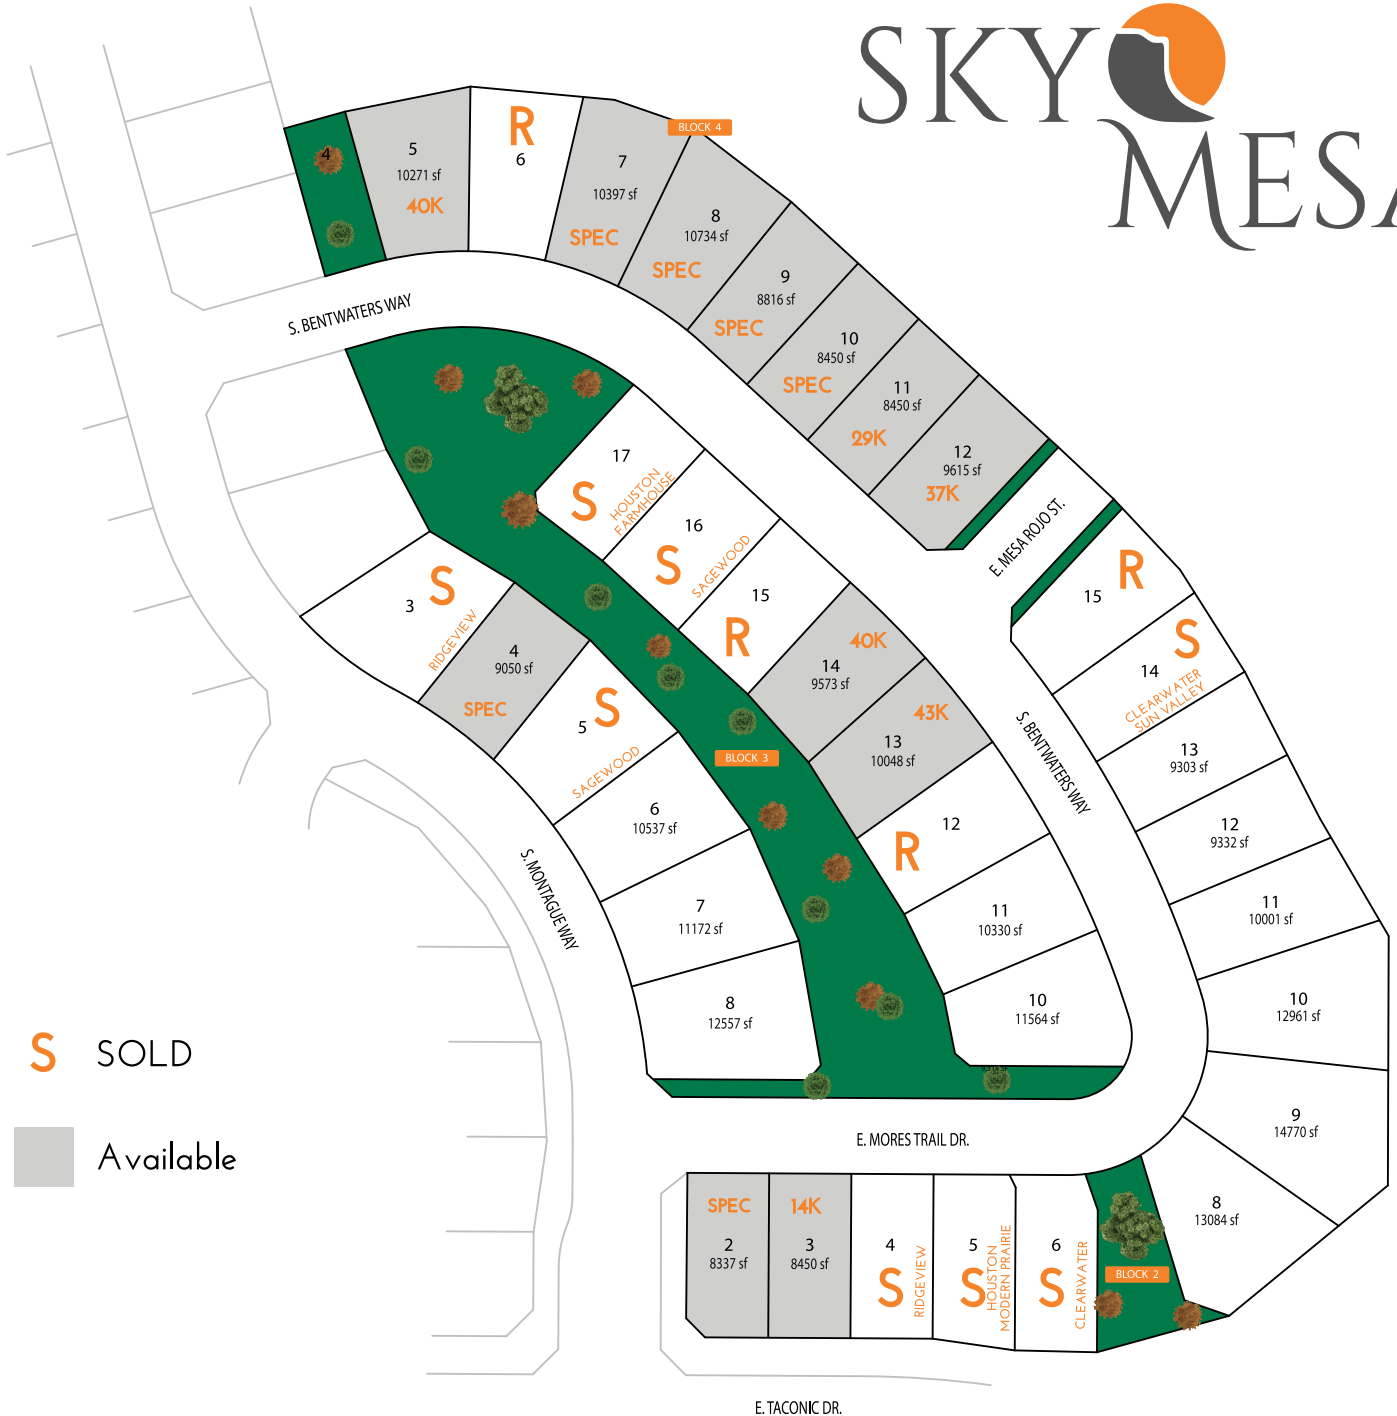 SKY
MESA
BLOCK 4
4
5
10271 sf
40K
R
6
7
10397 sf
SPEC
8
10734 sf
SPEC
9
8816 sf
SPEC
10
8450 sf
SPEC
11
8450 sf
29K
12
9615 sf
37K
S. BENTWATERS WAY
E. MESA ROJO ST.
17
S
HOUSTON
FARMHOUSE
16
S
SAGEWOOD
15
R
14
9573 sf
40K
13
10048 sf
43K
12
R
11
10330 sf
10
11564 sf
3
S
RIDGEVIEW
4
9050 sf
SPEC
5
S
SAGEWOOD
6
10537 sf
7
11172 sf
8
12557 sf
BLOCK 3
S. MONTAGUE WAY
S. BENTWATERS WAY
15
R
14
S
CLEARWATER
SUN VALLEY
13
9303 sf
12
9332 sf
11
10001 sf
10
12961 sf
9
14770 sf
8
13084 sf
E. MORES TRAIL DR.
SPEC
2
8337 sf
14K
3
8450 sf
4
S
RIDGEVIEW
5
S
HOUSTON
MODERN PRAIRIE
6
S
CLEARWATER
BLOCK 2
E. TACONIC DR.
S SOLD
Available